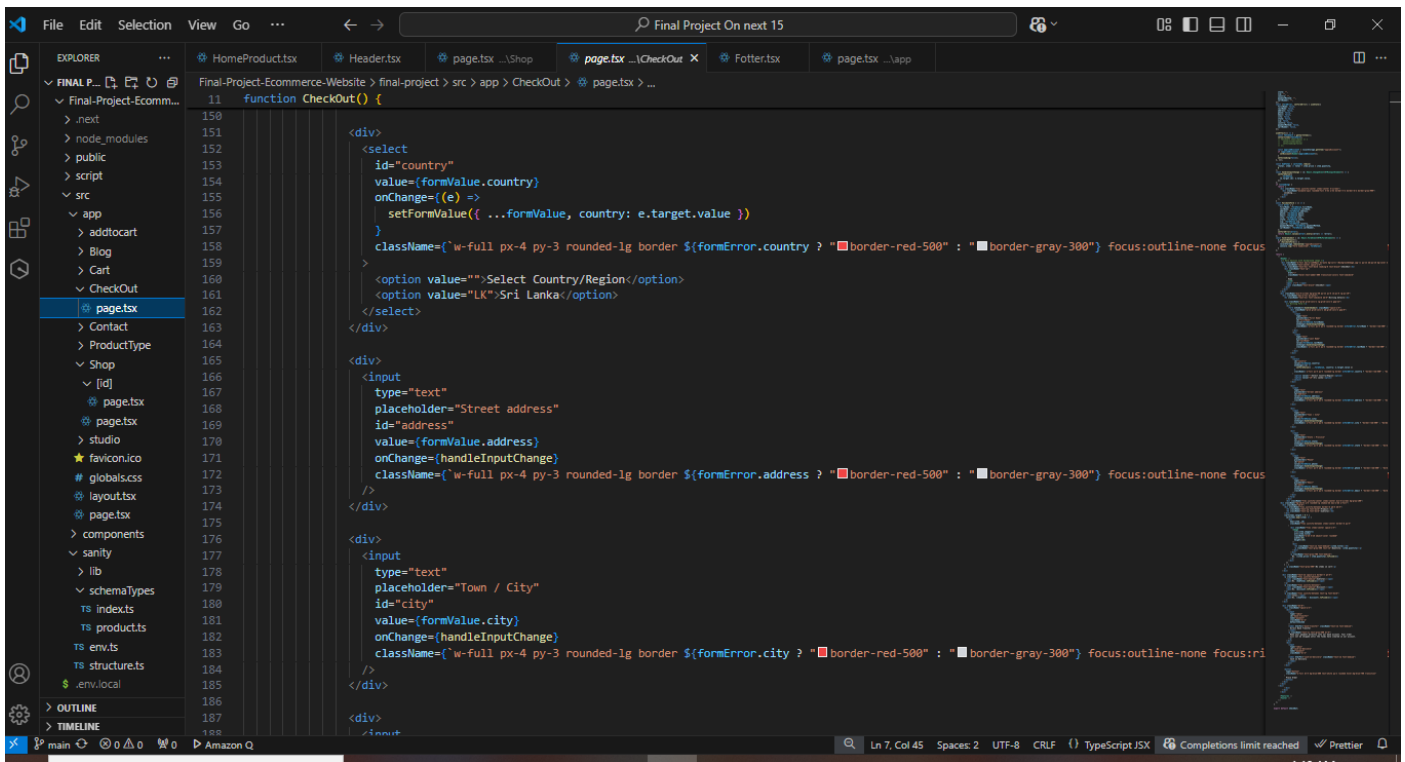 File Edit Selection View Go ··· Final Project On next 15
EXPLORER ···
FINAL P...
Final-Project-Ecomm...
.next
node_modules
public
script
src
app
addtocart
Blog
Cart
CheckOut
page.tsx
Contact
ProductType
Shop
[id]
page.tsx
page.tsx
studio
favicon.ico
# globals.css
layout.tsx
page.tsx
components
sanity
lib
schemaTypes
TS index.ts
TS product.ts
TS env.ts
TS structure.ts
$ .env.local
OUTLINE
TIMELINE
HomeProduct.tsx Header.tsx page.tsx ...\Shop page.tsx ...\CheckOut Fotter.tsx page.tsx ...\app
Final-Project-Ecommerce-Website > final-project > src > app > CheckOut > page.tsx > ...
11 function CheckOut() {
150
151 <div>
152 <select
153 id="country"
154 value={formValue.country}
155 onChange={(e) =>
156 setFormValue({ ...formValue, country: e.target.value })
157 }
158 className={`w-full px-4 py-3 rounded-lg border ${formError.country ? "border-red-500" : "border-gray-300"} focus:outline-none focus
159 >
160 <option value="">Select Country/Region</option>
161 <option value="LK">Sri Lanka</option>
162 </select>
163 </div>
164
165 <div>
166 <input
167 type="text"
168 placeholder="Street address"
169 id="address"
170 value={formValue.address}
171 onChange={handleInputChange}
172 className={`w-full px-4 py-3 rounded-lg border ${formError.address ? "border-red-500" : "border-gray-300"} focus:outline-none focus
173 />
174 </div>
175
176 <div>
177 <input
178 type="text"
179 placeholder="Town / City"
180 id="city"
181 value={formValue.city}
182 onChange={handleInputChange}
183 className={`w-full px-4 py-3 rounded-lg border ${formError.city ? "border-red-500" : "border-gray-300"} focus:outline-none focus:ri
184 />
185 </div>
186
187 <div>
188 <input
main 0 0 0 Amazon Q Ln 7, Col 45 Spaces: 2 UTF-8 CRLF {} TypeScript JSX Completions limit reached Prettier